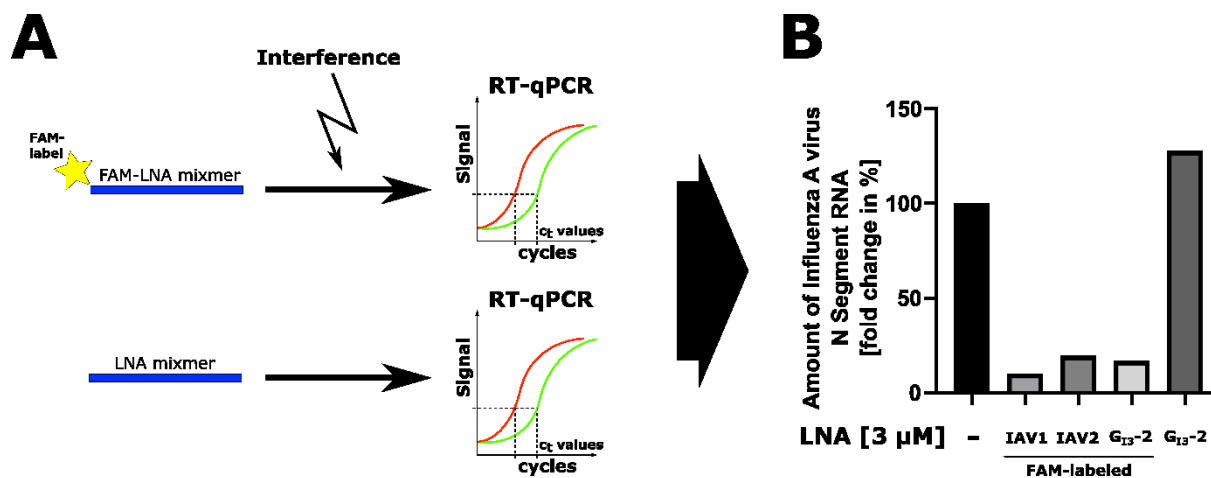 A
Interference
FAM-
label
FAM-LNA mixmer
RT-qPCR
Signal
cₜ values
cycles
LNA mixmer
RT-qPCR
Signal
cₜ values
cycles
B
Amount of Influenza A virus
N Segment RNA
[fold change in %]
150
100
50
0
LNA [3 µM] – IAV1 IAV2 G_I3-2 G_I3-2
FAM-labeled